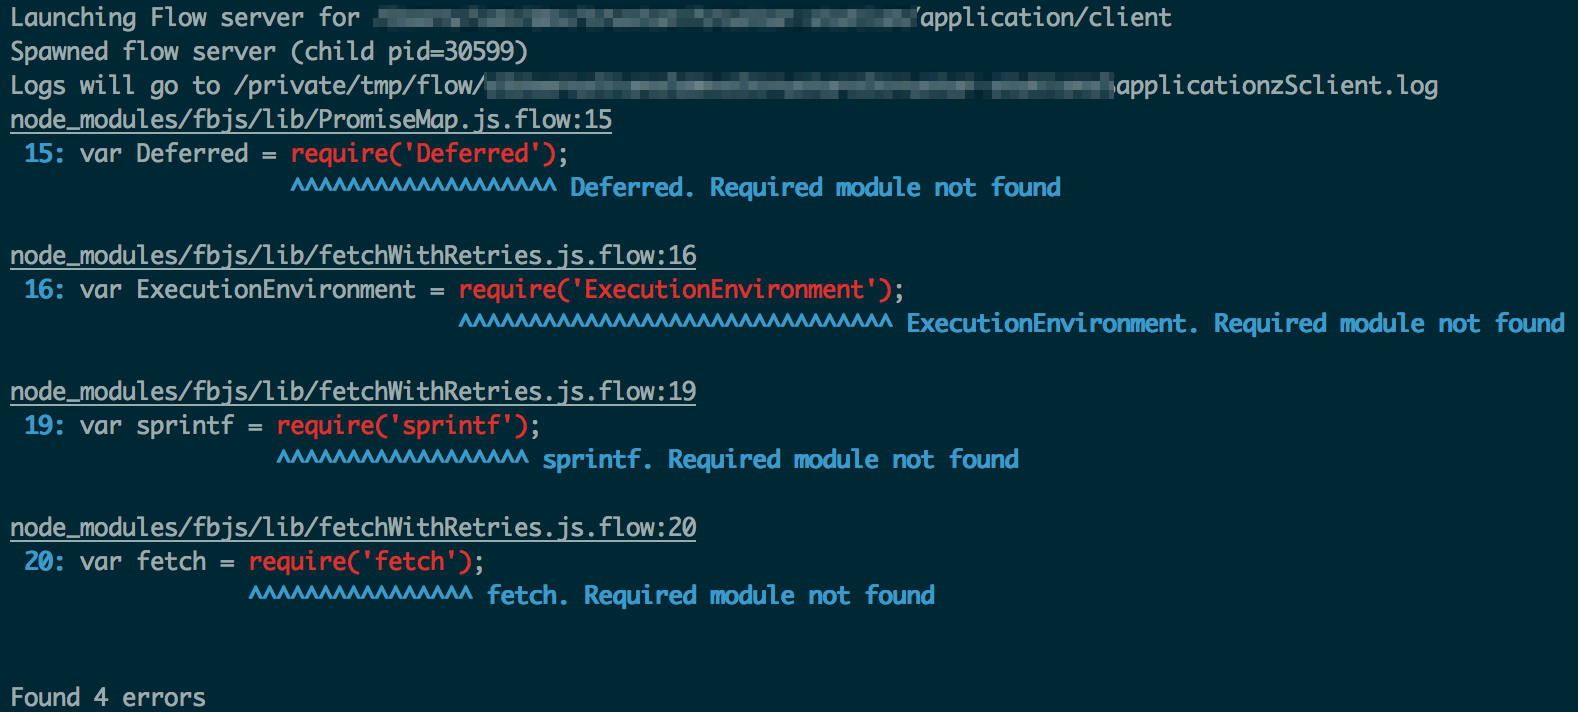 Launching Flow server for /application/client
Spawned flow server (child pid=30599)
Logs will go to /private/tmp/flow/applicationzSclient.log
node_modules/fbjs/lib/PromiseMap.js.flow:15
15: var Deferred = require('Deferred');
^^^^^^^^^^^^^^^^^^^ Deferred. Required module not found
node_modules/fbjs/lib/fetchWithRetries.js.flow:16
16: var ExecutionEnvironment = require('ExecutionEnvironment');
^^^^^^^^^^^^^^^^^^^^^^^^^^^^^^^ ExecutionEnvironment. Required module not found
node_modules/fbjs/lib/fetchWithRetries.js.flow:19
19: var sprintf = require('sprintf');
^^^^^^^^^^^^^^^^^^ sprintf. Required module not found
node_modules/fbjs/lib/fetchWithRetries.js.flow:20
20: var fetch = require('fetch');
^^^^^^^^^^^^^^^^ fetch. Required module not found
Found 4 errors